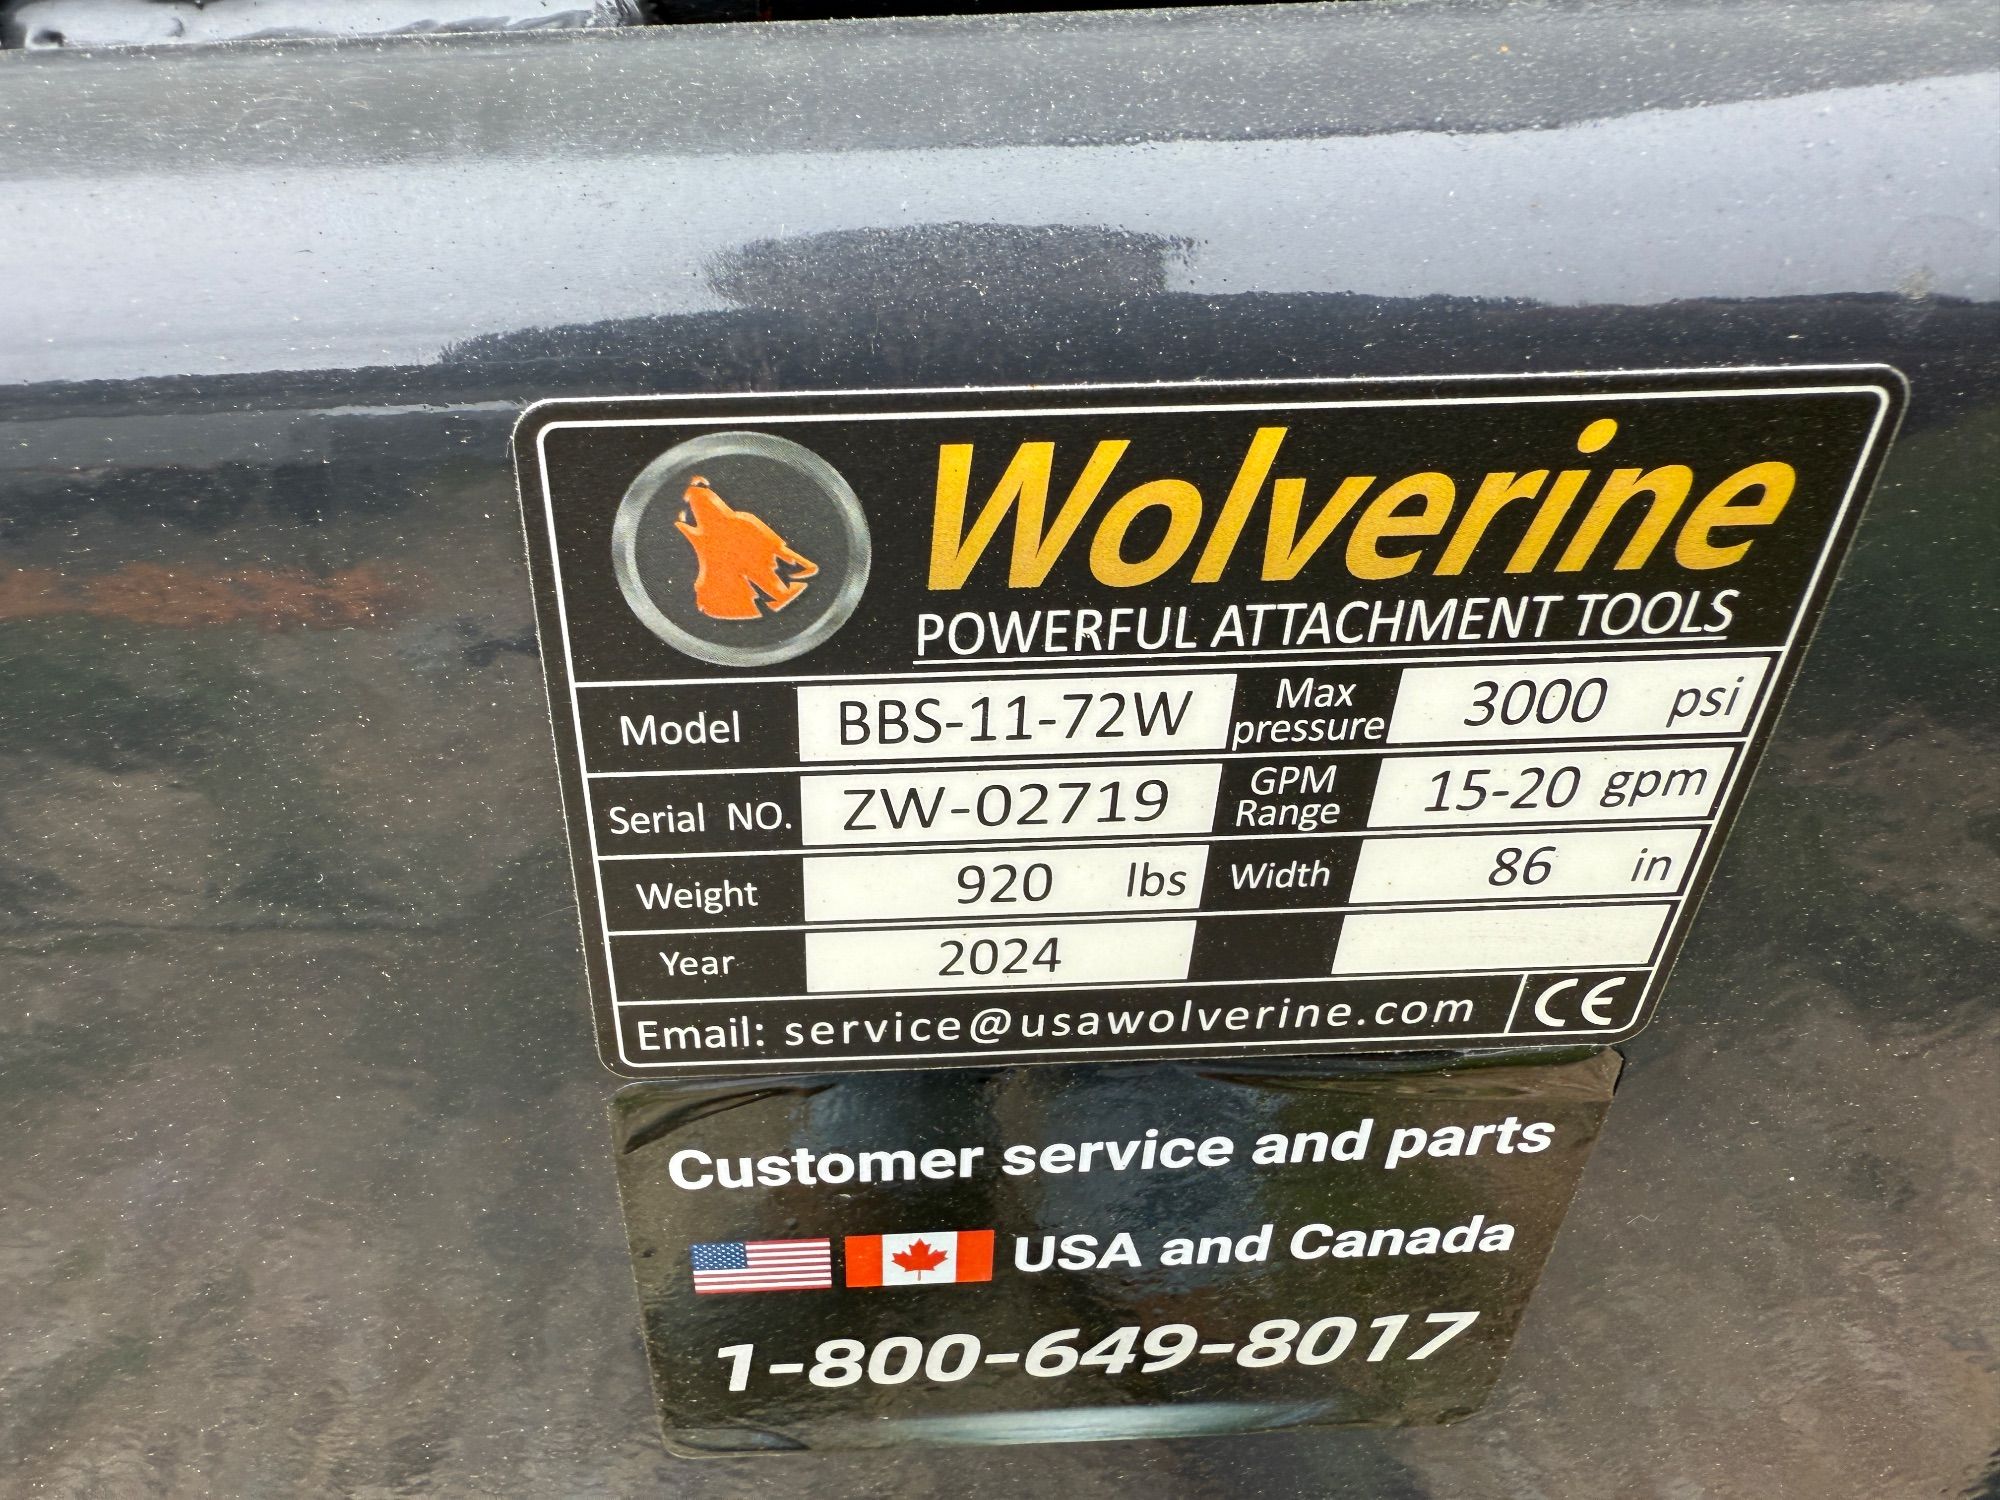 Wolverine
POWERFUL ATTACHMENT TOOLS
Model BBS-11-72W Max pressure 3000 psi
Serial NO. ZW-02719 GPM Range 15-20 gpm
Weight 920 lbs Width 86 in
Year 2024
Email: service@usawolverine.com CE
Customer service and parts
USA and Canada
1-800-649-8017